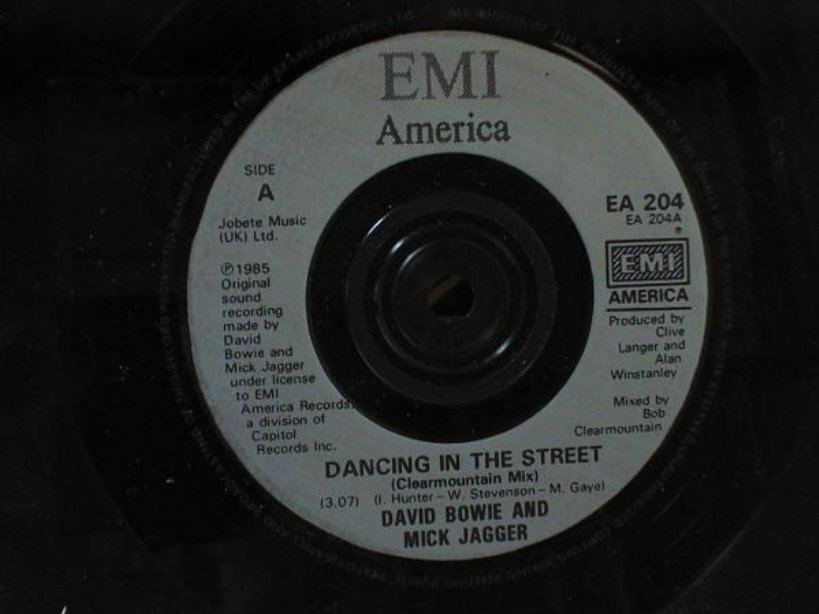 EMI
America
SIDE
A
Jobete Music
(UK) Ltd.
℗1985
Original
sound
recording
made by
David
Bowie and
Mick Jagger
under license
to EMI
America Records,
a division of
Capitol
Records Inc.
EA 204
EA 204A
EMI
AMERICA
Produced by
Clive
Langer and
Alan
Winstanley
Mixed by
Bob
Clearmountain
DANCING IN THE STREET
(Clearmountain Mix)
(3.07) (I. Hunter – W. Stevenson – M. Gaye)
DAVID BOWIE AND
MICK JAGGER